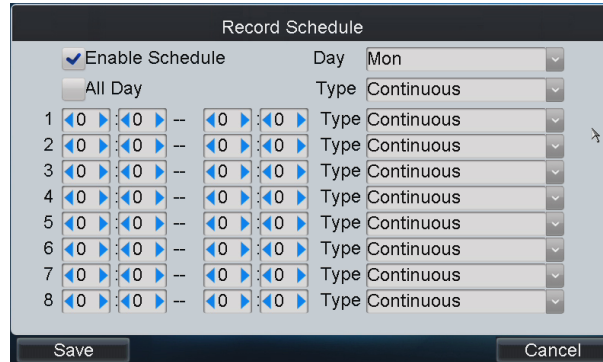 Record Schedule
Enable Schedule Day Mon
All Day Type Continuous
1 0 : 0 -- 0 : 0 Type Continuous
2 0 : 0 -- 0 : 0 Type Continuous
3 0 : 0 -- 0 : 0 Type Continuous
4 0 : 0 -- 0 : 0 Type Continuous
5 0 : 0 -- 0 : 0 Type Continuous
6 0 : 0 -- 0 : 0 Type Continuous
7 0 : 0 -- 0 : 0 Type Continuous
8 0 : 0 -- 0 : 0 Type Continuous
Save Cancel